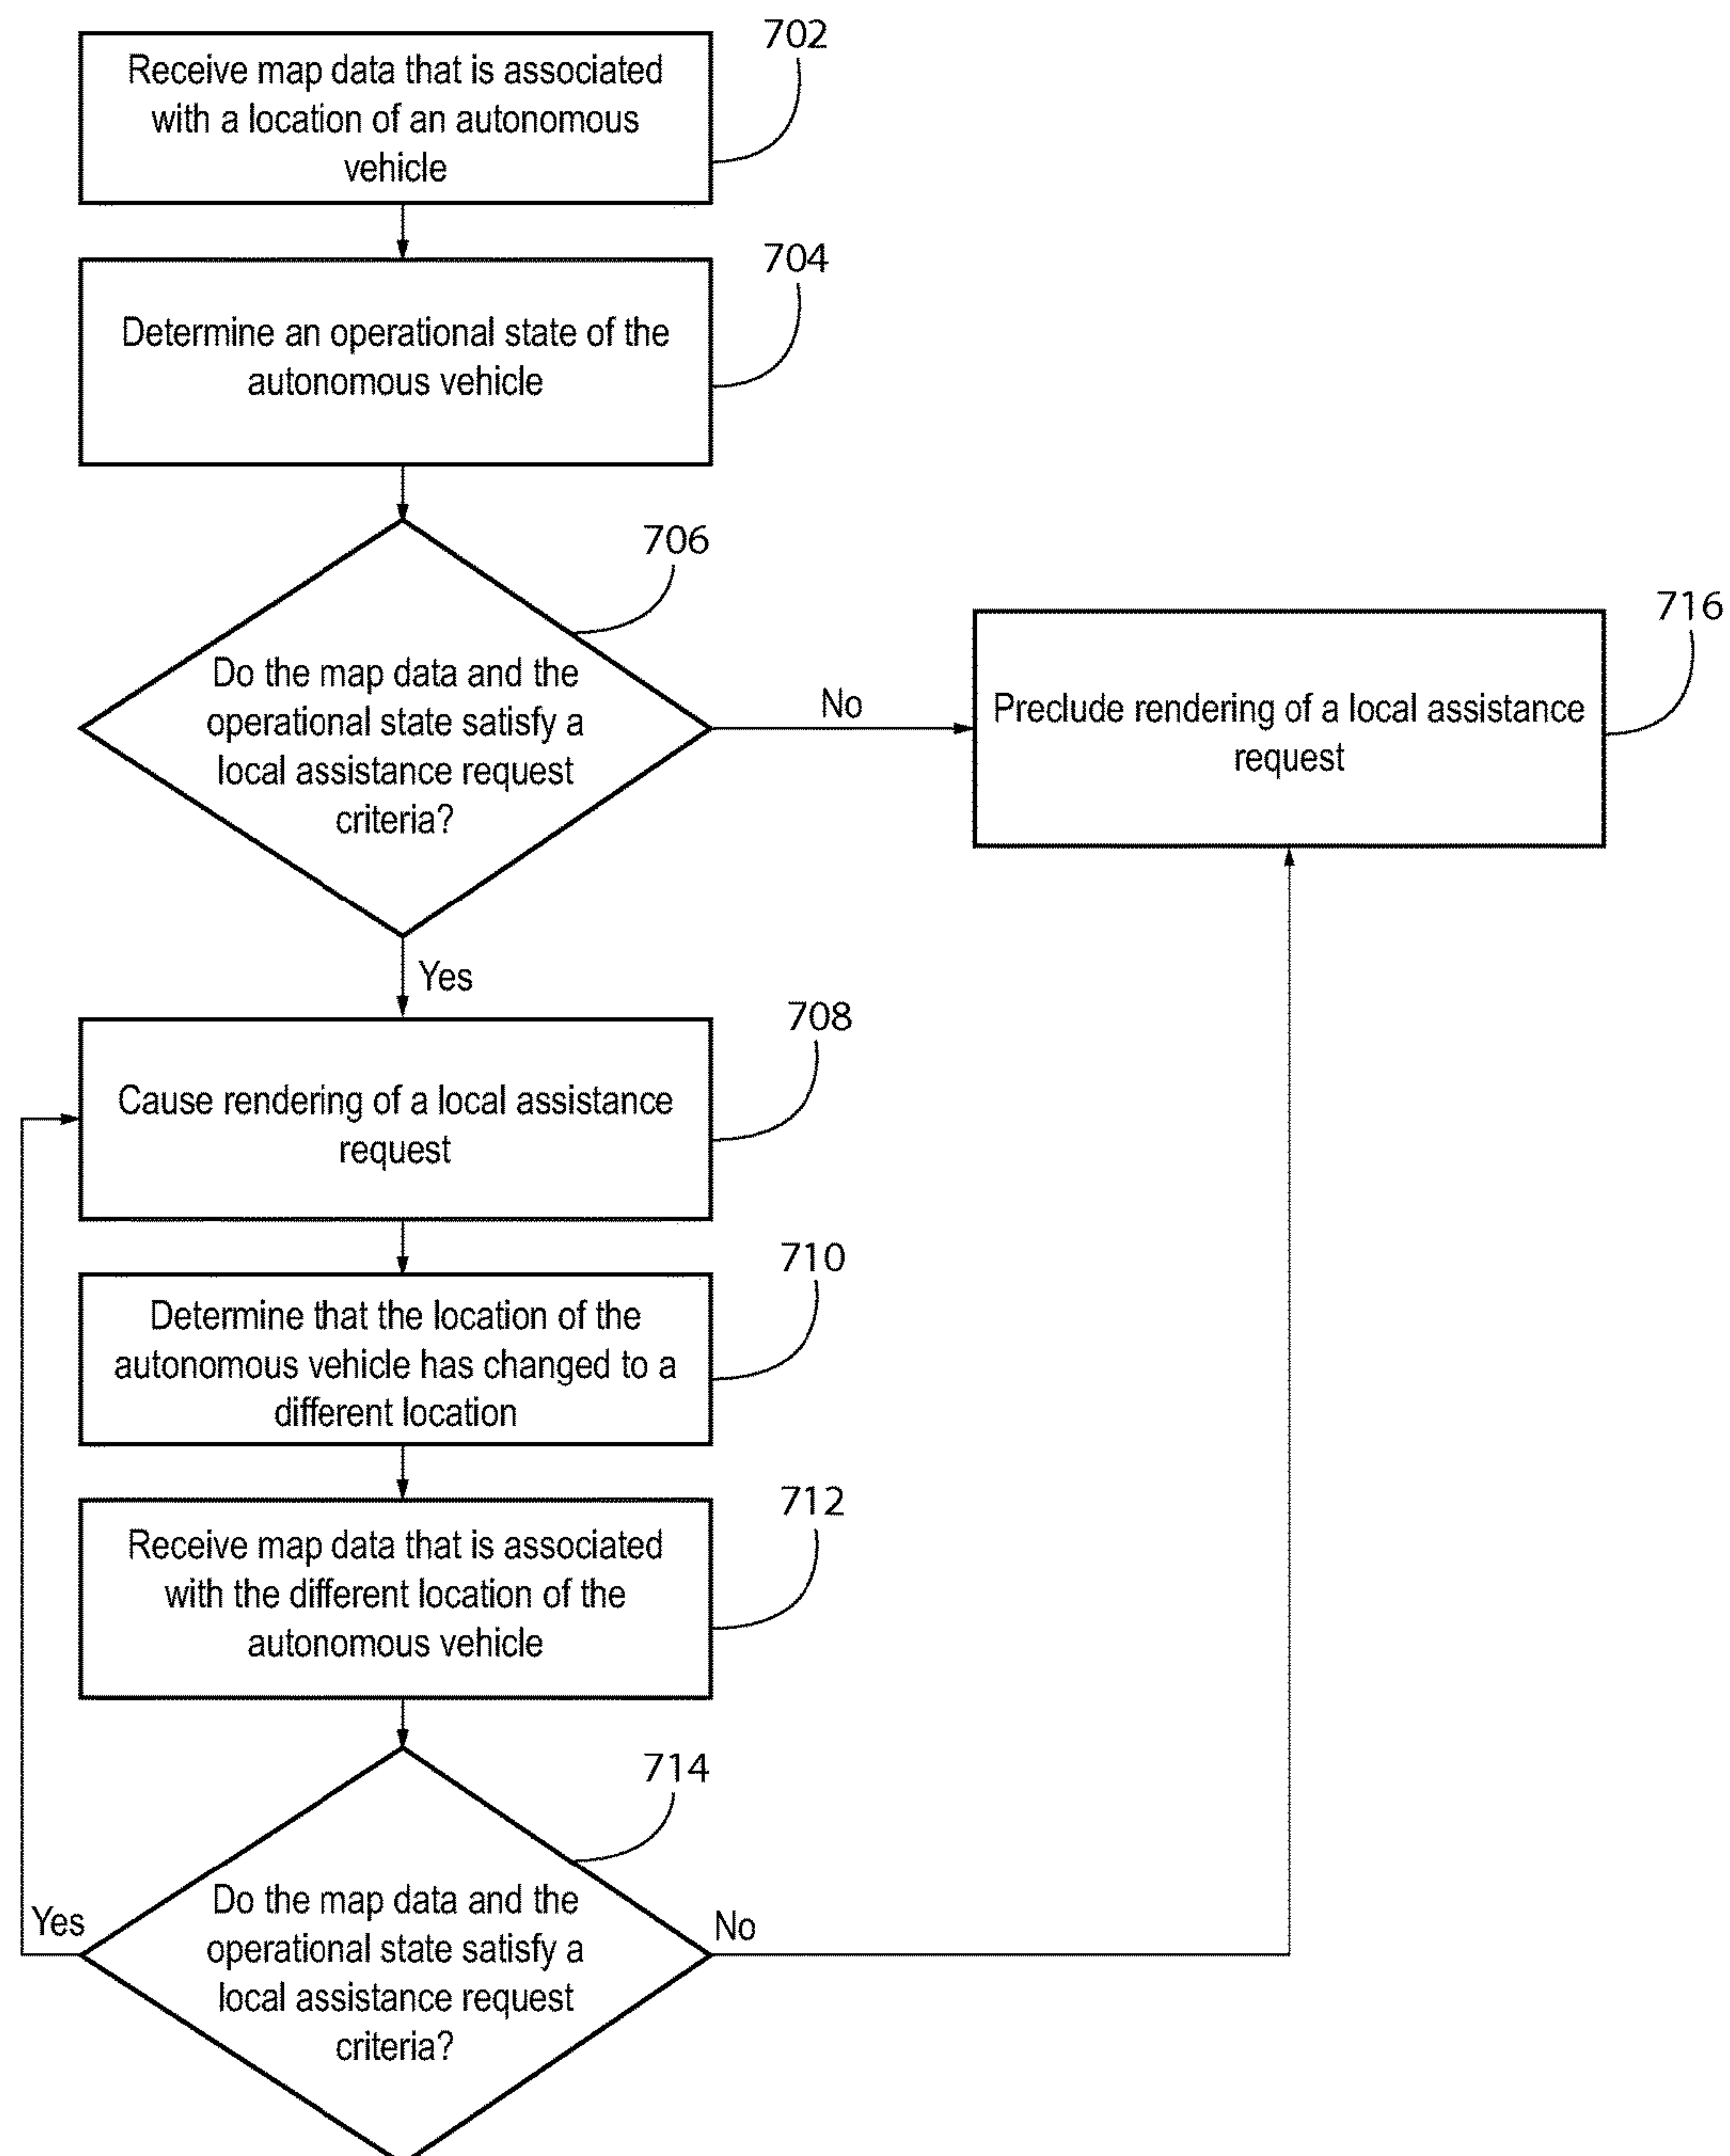 702
Receive map data that is associated
with a location of an autonomous
vehicle
704
Determine an operational state of the
autonomous vehicle
706
Do the map data and the
operational state satisfy a
local assistance request
criteria?
No
716
Preclude rendering of a local assistance
request
Yes
708
Cause rendering of a local assistance
request
710
Determine that the location of the
autonomous vehicle has changed to a
different location
712
Receive map data that is associated
with the different location of the
autonomous vehicle
714
Do the map data and the
operational state satisfy a
local assistance request
criteria?
Yes
No